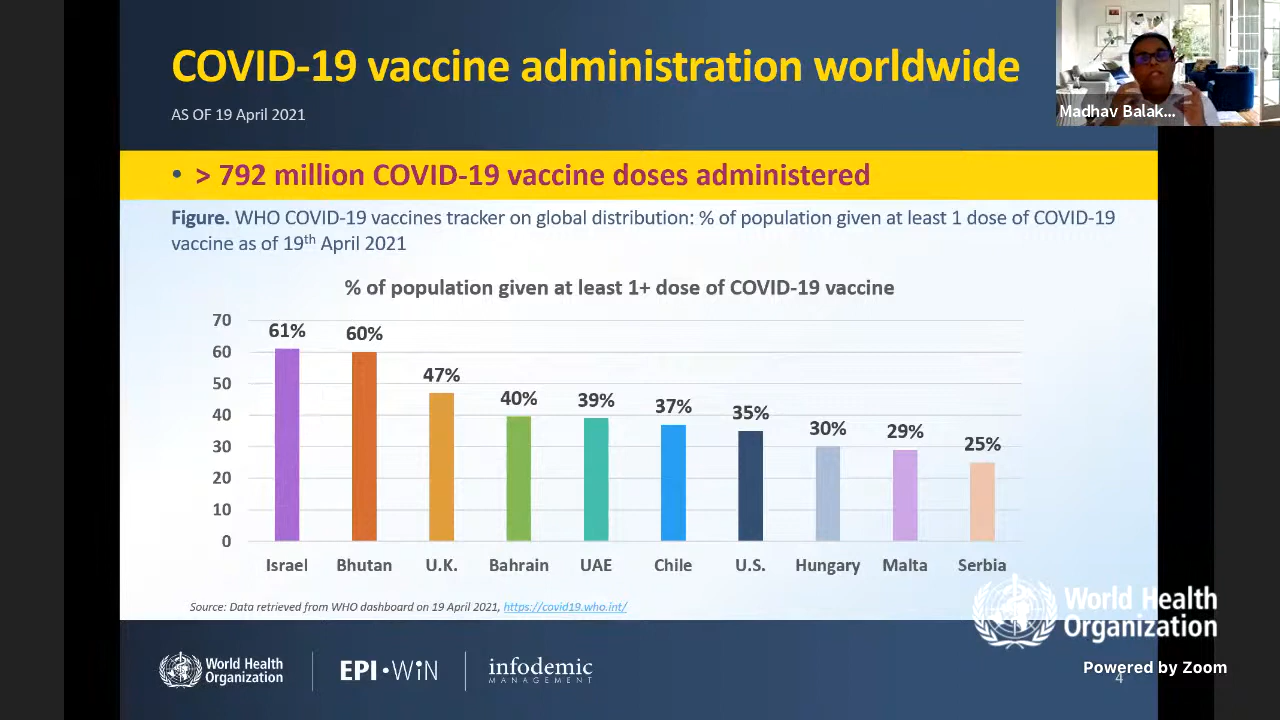 COVID-19 vaccine administration worldwide
AS OF 19 April 2021
Madhav Balak...
• > 792 million COVID-19 vaccine doses administered
Figure. WHO COVID-19 vaccines tracker on global distribution: % of population given at least 1 dose of COVID-19
vaccine as of 19th April 2021
% of population given at least 1+ dose of COVID-19 vaccine
70
60
50
40
30
20
10
0
61%
60%
47%
40%
39%
37%
35%
30%
29%
25%
Israel Bhutan U.K. Bahrain UAE Chile U.S. Hungary Malta Serbia
Source: Data retrieved from WHO dashboard on 19 April 2021, https://covid19.who.int/
World Health
Organization
World Health
Organization
EPI•WiN
infodemic
MANAGEMENT
Powered by Zoom
4